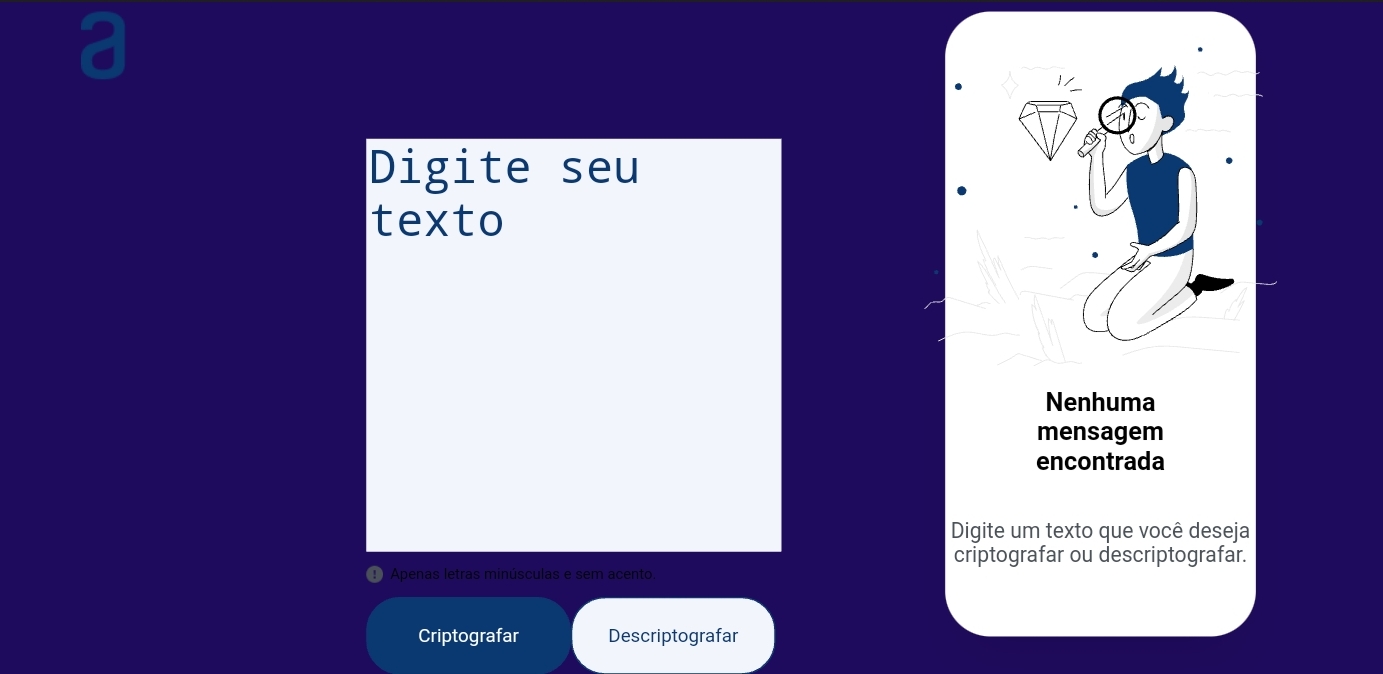 a
Digite seu
texto
Apenas letras minúsculas e sem acento.
Criptografar
Descriptografar
Nenhuma
mensagem
encontrada
Digite um texto que você deseja
criptografar ou descriptografar.